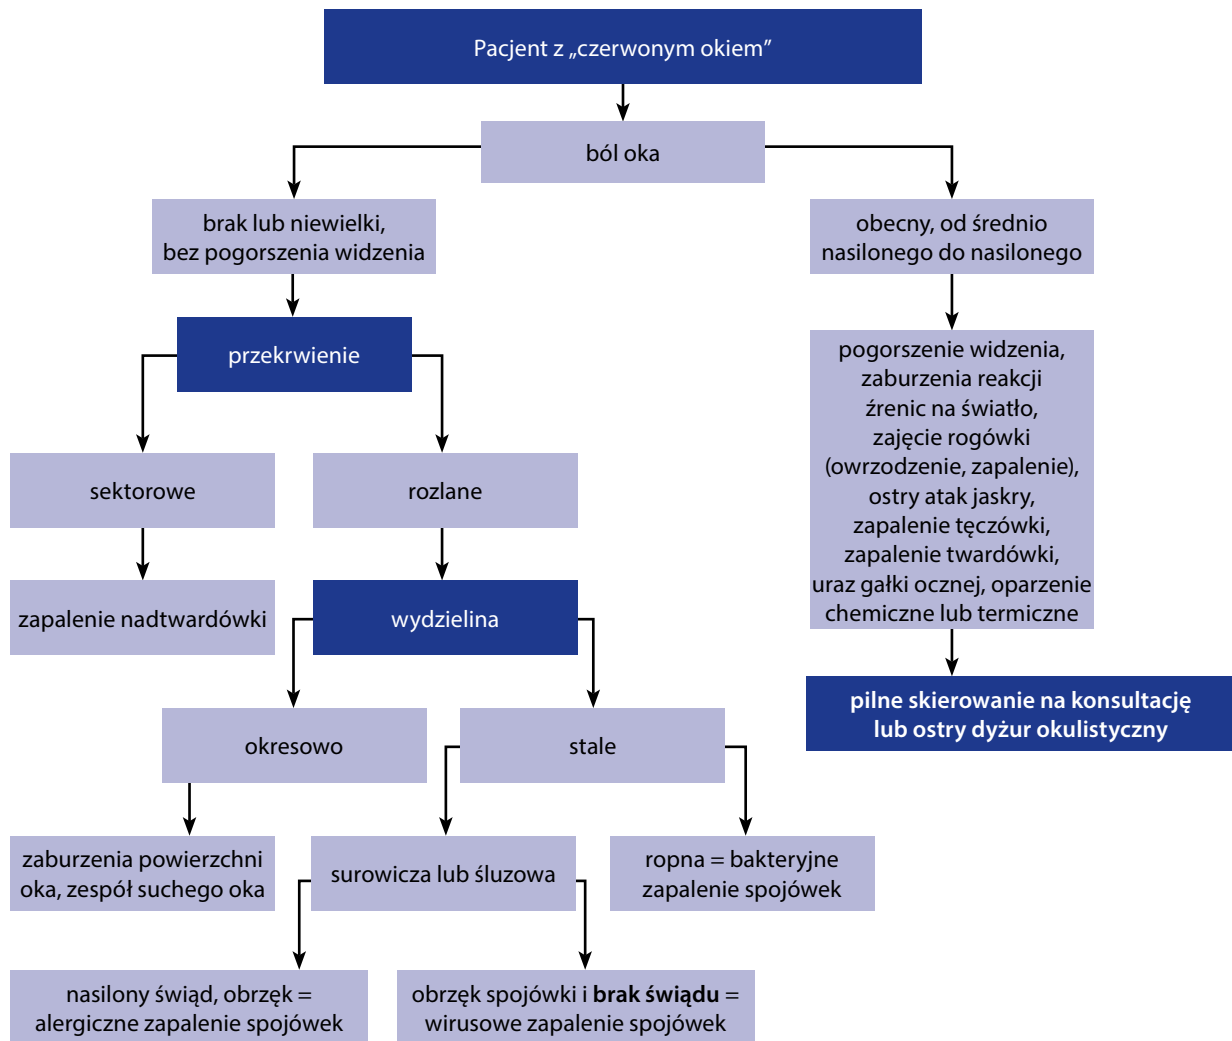 Pacjent z „czerwonym okiem”
ból oka
brak lub niewielki,
bez pogorszenia widzenia
obecny, od średnio
nasilonego do nasilonego
przekrwienie
pogorszenie widzenia,
zaburzenia reakcji
źrenic na światło,
zajęcie rogówki
(owrzodzenie, zapalenie),
ostry atak jaskry,
zapalenie tęczówki,
zapalenie twardówki,
uraz gałki ocznej, oparzenie
chemiczne lub termiczne
sektorowe
rozlane
zapalenie nadtwardówki
wydzielina
pilne skierowanie na konsultację
lub ostry dyżur okulistyczny
okresowo
stale
zaburzenia powierzchni
oka, zespół suchego oka
surowicza lub śluzowa
ropna = bakteryjne
zapalenie spojówek
nasilony świąd, obrzęk =
alergiczne zapalenie spojówek
obrzęk spojówki i brak świądu =
wirusowe zapalenie spojówek